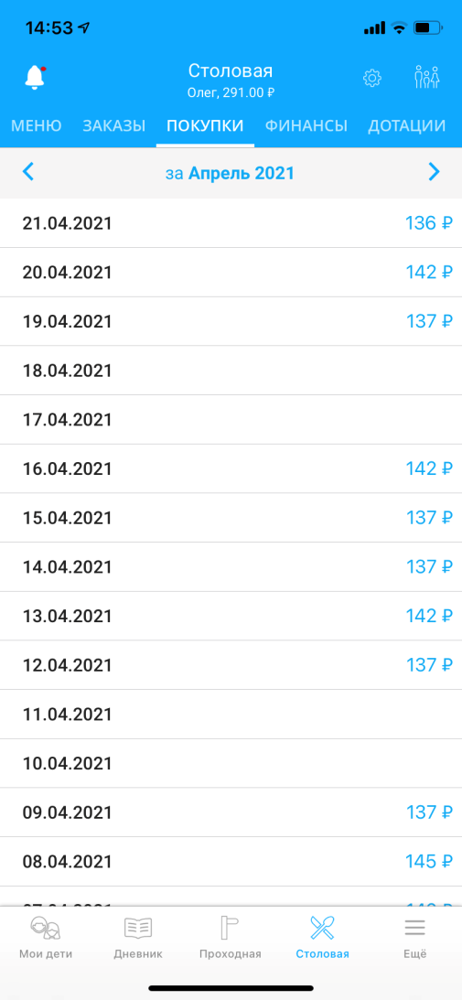 14:53
Столовая
Олег, 291.00 ₽
МЕНЮ ЗАКАЗЫ ПОКУПКИ ФИНАНСЫ ДОТАЦИИ
за Апрель 2021
21.04.2021 136 ₽
20.04.2021 142 ₽
19.04.2021 137 ₽
18.04.2021
17.04.2021
16.04.2021 142 ₽
15.04.2021 137 ₽
14.04.2021 137 ₽
13.04.2021 142 ₽
12.04.2021 137 ₽
11.04.2021
10.04.2021
09.04.2021 137 ₽
08.04.2021 145 ₽
Мои дети Дневник Проходная Столовая Ещё